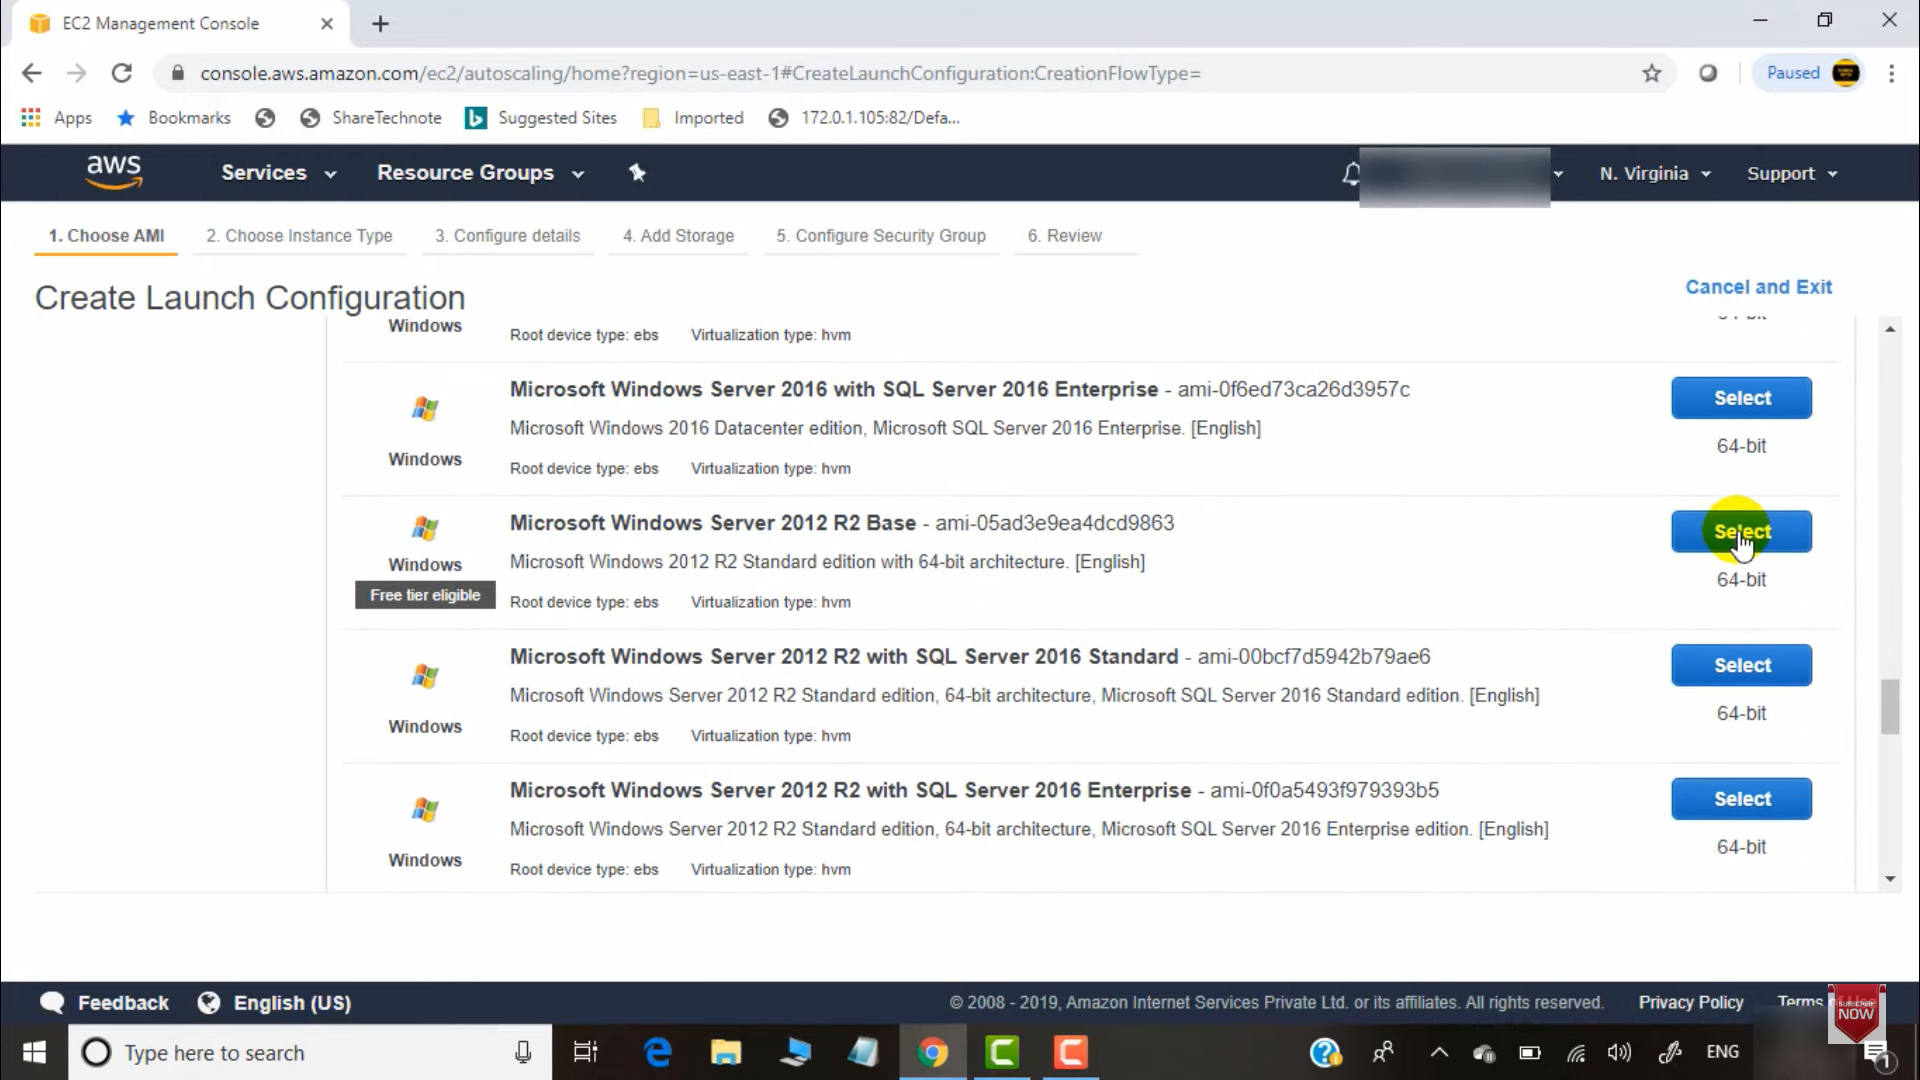 EC2 Management Console
console.aws.amazon.com/ec2/autoscaling/home?region=us-east-1#CreateLaunchConfiguration:CreationFlowType=
Paused
Apps
Bookmarks
ShareTechnote
Suggested Sites
Imported
172.0.1.105:82/Defa...
aws
Services
Resource Groups
N. Virginia
Support
1. Choose AMI
2. Choose Instance Type
3. Configure details
4. Add Storage
5. Configure Security Group
6. Review
Create Launch Configuration
Cancel and Exit
Windows
Root device type: ebs Virtualization type: hvm
Microsoft Windows Server 2016 with SQL Server 2016 Enterprise - ami-0f6ed73ca26d3957c
Select
Microsoft Windows 2016 Datacenter edition, Microsoft SQL Server 2016 Enterprise. [English]
64-bit
Windows
Root device type: ebs Virtualization type: hvm
Microsoft Windows Server 2012 R2 Base - ami-05ad3e9ea4dcd9863
Select
Microsoft Windows 2012 R2 Standard edition with 64-bit architecture. [English]
64-bit
Windows
Free tier eligible
Root device type: ebs Virtualization type: hvm
Microsoft Windows Server 2012 R2 with SQL Server 2016 Standard - ami-00bcf7d5942b79ae6
Select
Microsoft Windows Server 2012 R2 Standard edition, 64-bit architecture, Microsoft SQL Server 2016 Standard edition. [English]
64-bit
Windows
Root device type: ebs Virtualization type: hvm
Microsoft Windows Server 2012 R2 with SQL Server 2016 Enterprise - ami-0f0a5493f979393b5
Select
Microsoft Windows Server 2012 R2 Standard edition, 64-bit architecture, Microsoft SQL Server 2016 Enterprise edition. [English]
64-bit
Windows
Root device type: ebs Virtualization type: hvm
Feedback
English (US)
© 2008 - 2019, Amazon Internet Services Private Ltd. or its affiliates. All rights reserved.
Privacy Policy
Terms
SUBSCRIBE
NOW
Type here to search
ENG
1